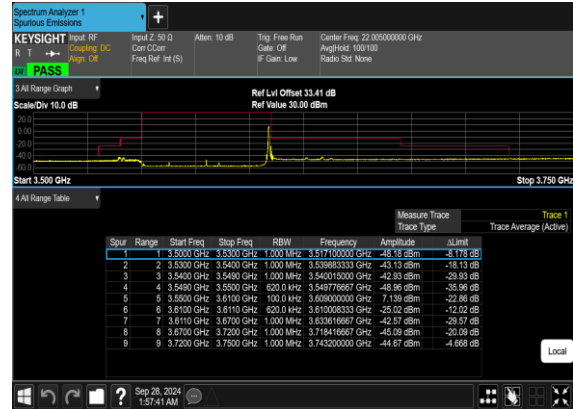 Spectrum Analyzer 1
Spurious Emissions
KEYSIGHT Input: RF Input Z: 50 Ω Atten: 10 dB Trig: Free Run Center Freq: 22.005000000 GHz
R T Coupling: DC Corr CCorr Gate: Off Avg|Hold: 100/100
Align: Off Freq Ref: Int (S) IF Gain: Low Radio Std: None
PASS
3 All Range Graph Ref Lvl Offset 33.41 dB
Scale/Div 10.0 dB Ref Value 30.00 dBm
20.0
0.00
-20.0
-40.0
-60.0
Start 3.500 GHz Stop 3.750 GHz
4 All Range Table
Measure Trace Trace 1
Trace Type Trace Average (Active)
Spur Range Start Freq Stop Freq RBW Frequency Amplitude ΔLimit
1 1 3.5000 GHz 3.5300 GHz 1.000 MHz 3.517100000 GHz -48.18 dBm -8.178 dB
2 2 3.5300 GHz 3.5400 GHz 1.000 MHz 3.539883333 GHz -43.13 dBm -18.13 dB
3 3 3.5400 GHz 3.5490 GHz 1.000 MHz 3.540015000 GHz -42.93 dBm -29.93 dB
4 4 3.5490 GHz 3.5500 GHz 620.0 kHz 3.549776667 GHz -48.96 dBm -35.96 dB
5 5 3.5500 GHz 3.6100 GHz 100.0 kHz 3.609000000 GHz 7.139 dBm -22.86 dB
6 6 3.6100 GHz 3.6110 GHz 620.0 kHz 3.610008333 GHz -25.02 dBm -12.02 dB
7 7 3.6110 GHz 3.6700 GHz 1.000 MHz 3.633616667 GHz -42.57 dBm -29.57 dB
8 8 3.6700 GHz 3.7200 GHz 1.000 MHz 3.718416667 GHz -45.09 dBm -20.09 dB
9 9 3.7200 GHz 3.7500 GHz 1.000 MHz 3.743200000 GHz -44.67 dBm -4.668 dB
Local
? Sep 28, 2024
1:57:41 AM